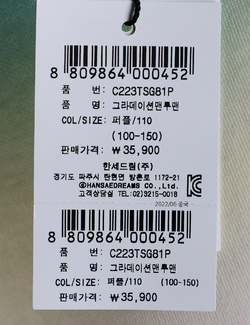 8 809864 000452
품 번: C223TSG81P
품 명: 그라데이션맨투맨
COL/SIZE: 퍼플/110
(100-150)
판매가격: ₩35,900
한세드림(주)
경기도 파주시 탄현면 방촌로 1172-21
ⓒHANSAEDREAMS CO.,Ltd.
고객상담실 TEL:02)3215-0018
2022/06 중국
8 809864 000452
품 번: C223TSG81P
품 명: 그라데이션맨투맨
COL/SIZE: 퍼플/110 (100-150)
판매가격: ₩35,900